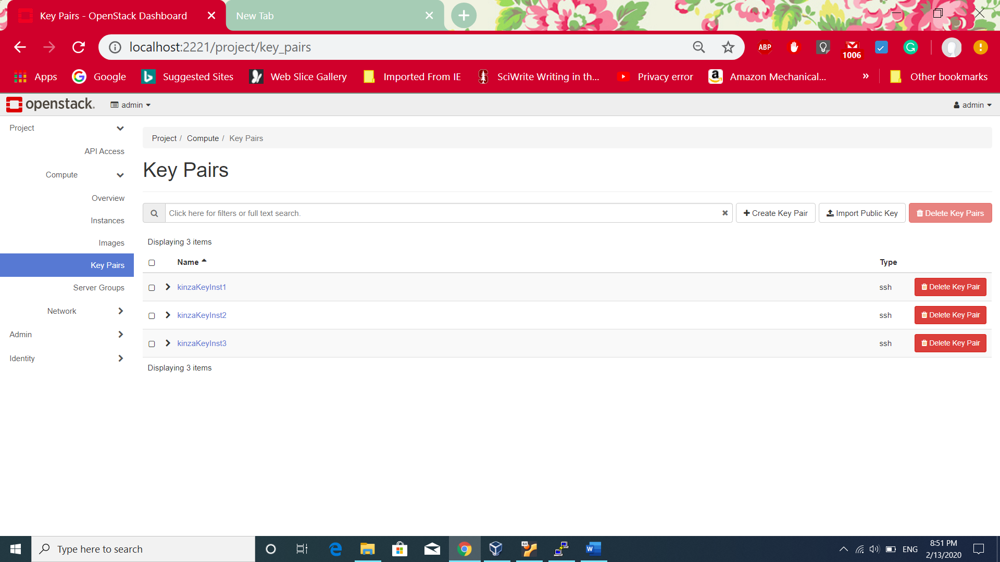 Key Pairs - OpenStack Dashboard
New Tab
localhost:2221/project/key_pairs
ABP
1006
Apps
Google
Suggested Sites
Web Slice Gallery
Imported From IE
SciWrite Writing in th...
Privacy error
Amazon Mechanical...
»
Other bookmarks
openstack.
admin
admin
Project
API Access
Compute
Overview
Instances
Images
Key Pairs
Server Groups
Network
Admin
Identity
Project / Compute / Key Pairs
Key Pairs
Click here for filters or full text search.
Create Key Pair
Import Public Key
Delete Key Pairs
Displaying 3 items
Name Type
kinzaKeyInst1 ssh Delete Key Pair
kinzaKeyInst2 ssh Delete Key Pair
kinzaKeyInst3 ssh Delete Key Pair
Displaying 3 items
Type here to search
64
W
ENG
8:51 PM
2/13/2020